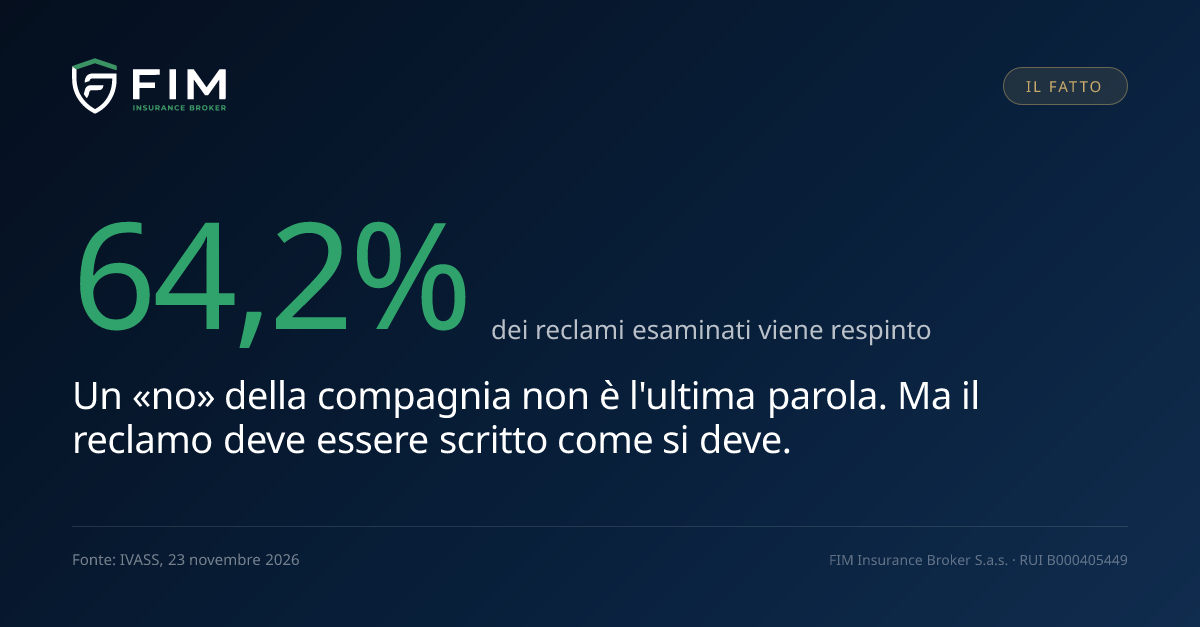 FIM
INSURANCE BROKER
IL FATTO
64,2% dei reclami esaminati viene respinto
Un «no» della compagnia non è l'ultima parola. Ma il
reclamo deve essere scritto come si deve.
Fonte: IVASS, 23 novembre 2026
FIM Insurance Broker S.a.s. · RUI B000405449